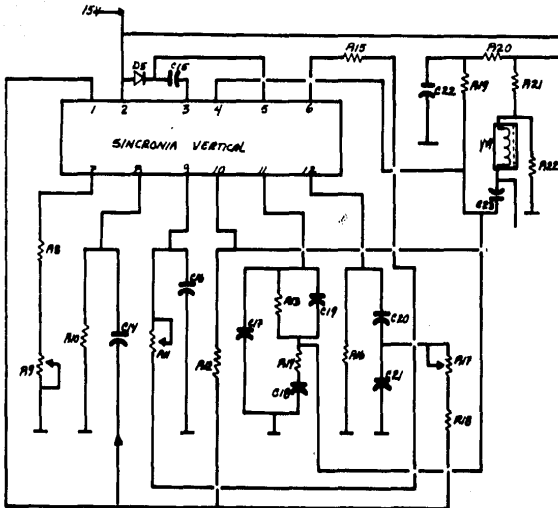 15v
D5
C15
R15
R20
C22
R19
R21
1 2 3 4 5 6
SINCRONIA VERTICAL
R22
C23
7 8 9 10 11 12
R8
C16
R13
C19
R10
C14
R11
C17
C20
R9
R12
R14
R16
R17
C18
C21
R18